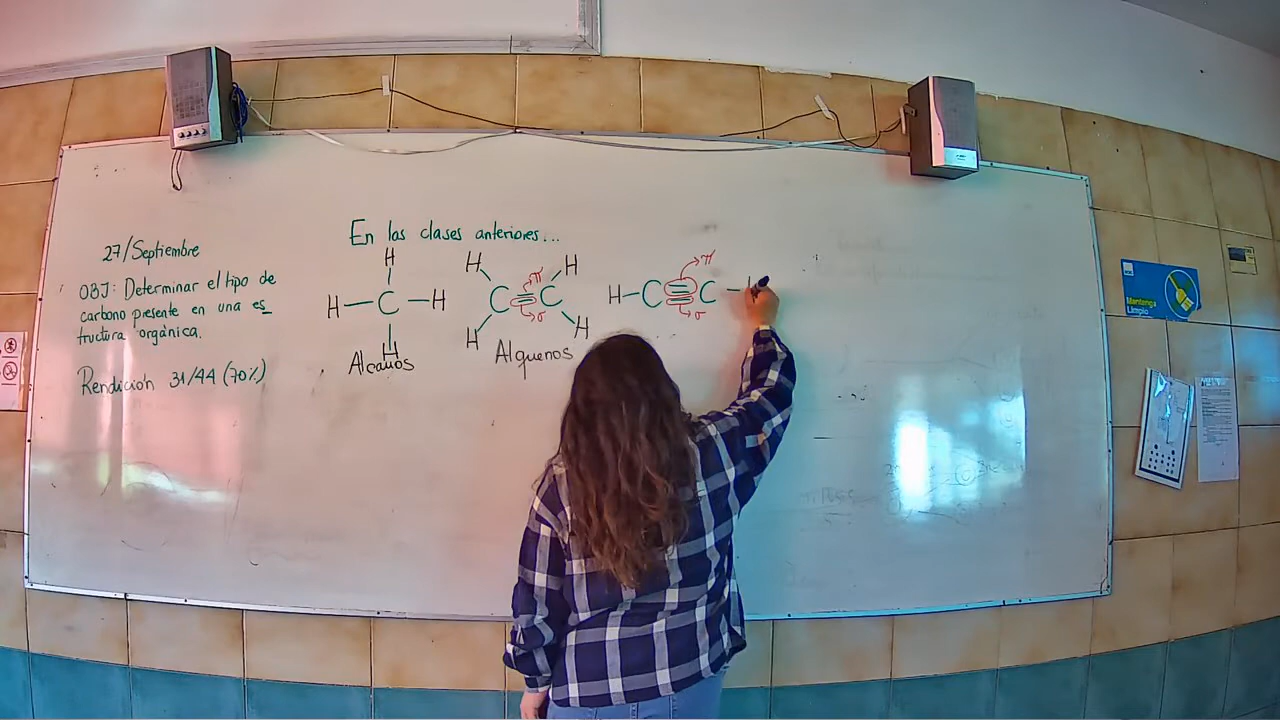 27/Septiembre
OBJ: Determinar el tipo de
carbono presente en una es
tructura orgánica.
Rendición 31/44 (70%)
En las clases anteriores...
H
H-C-H
H
Alcanos
H H
C=C
H H
π
σ
Alquenos
H-C≡C-
π
σ
Mantenga
Limpio